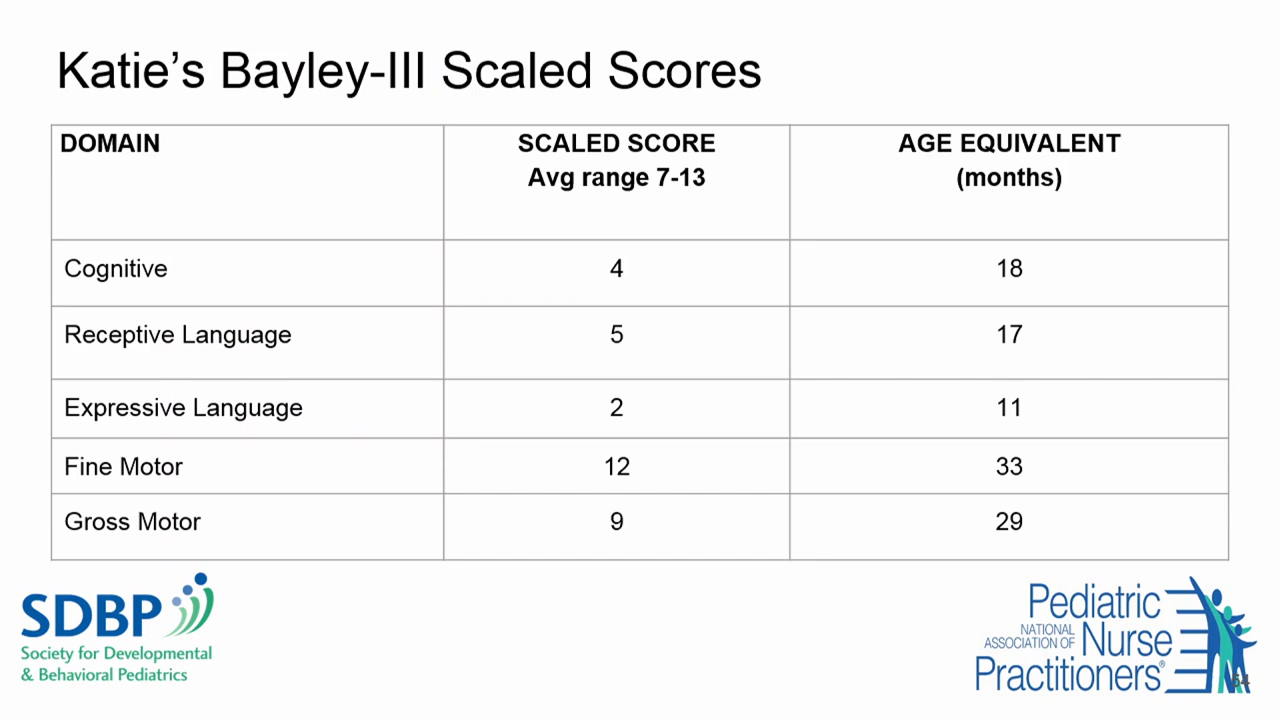 Katie’s Bayley-III Scaled Scores
DOMAIN SCALED SCORE AGE EQUIVALENT
Avg range 7-13 (months)
Cognitive 4 18
Receptive Language 5 17
Expressive Language 2 11
Fine Motor 12 33
Gross Motor 9 29
SDBP
Society for Developmental
& Behavioral Pediatrics
Pediatric
NATIONAL
ASSOCIATION OF Nurse
Practitioners®
54